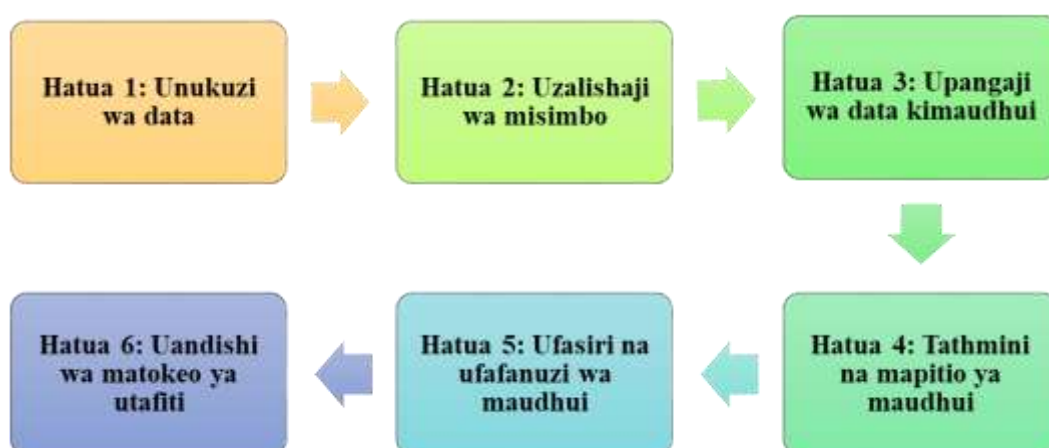 Hatua 1: Unukuzi
wa data
Hatua 2: Uzalishaji
wa misimbo
Hatua 3: Upangaji
wa data kimaudhui
Hatua 4: Tathmini
na mapitio ya
maudhui
Hatua 5: Ufasiri na
ufafanuzi wa
maudhui
Hatua 6: Uandishi
wa matokeo ya
utafiti